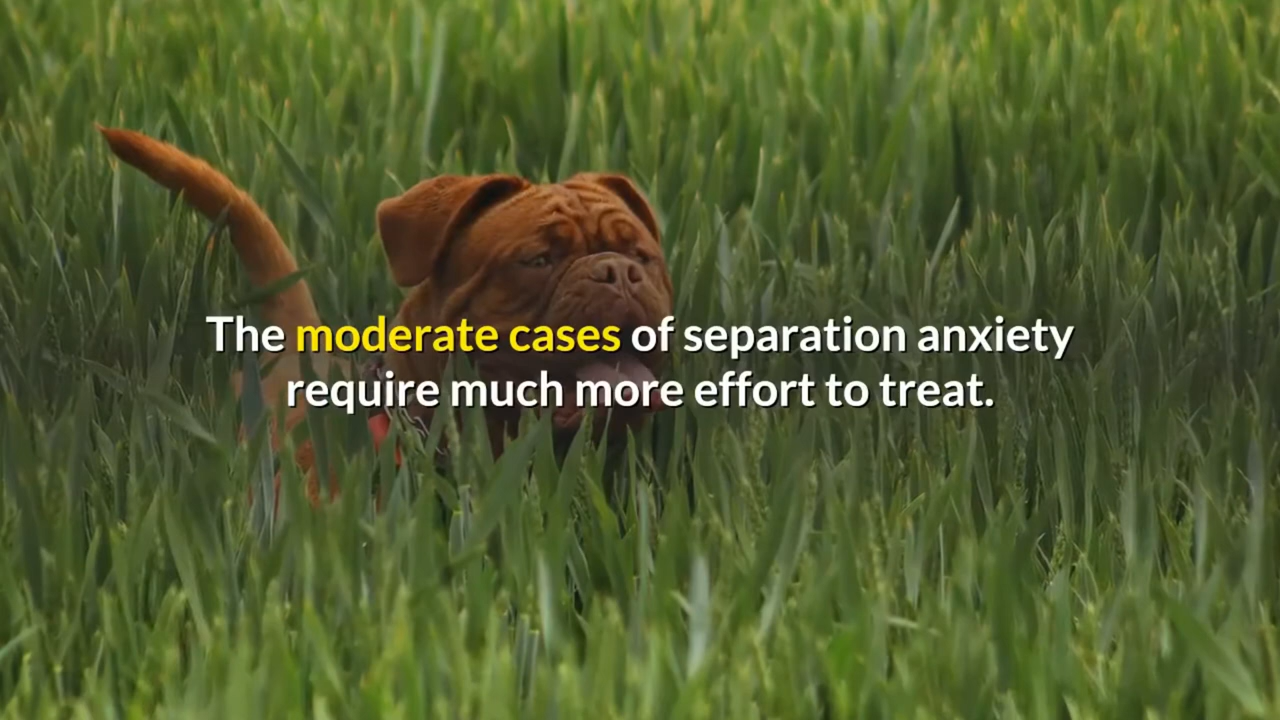 The moderate cases of separation anxiety
require much more effort to treat.